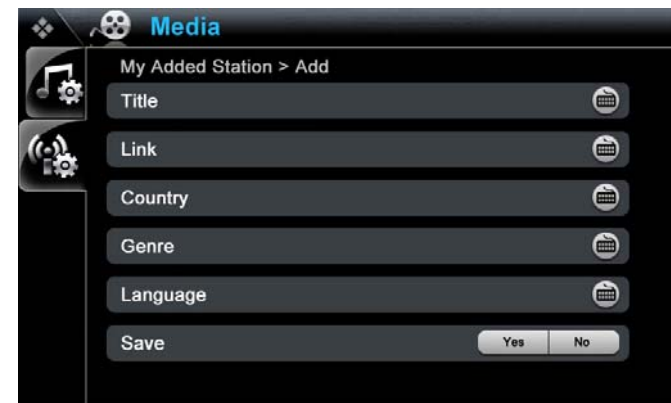 Media
My Added Station > Add
Title
Link
Country
Genre
Language
Save Yes No